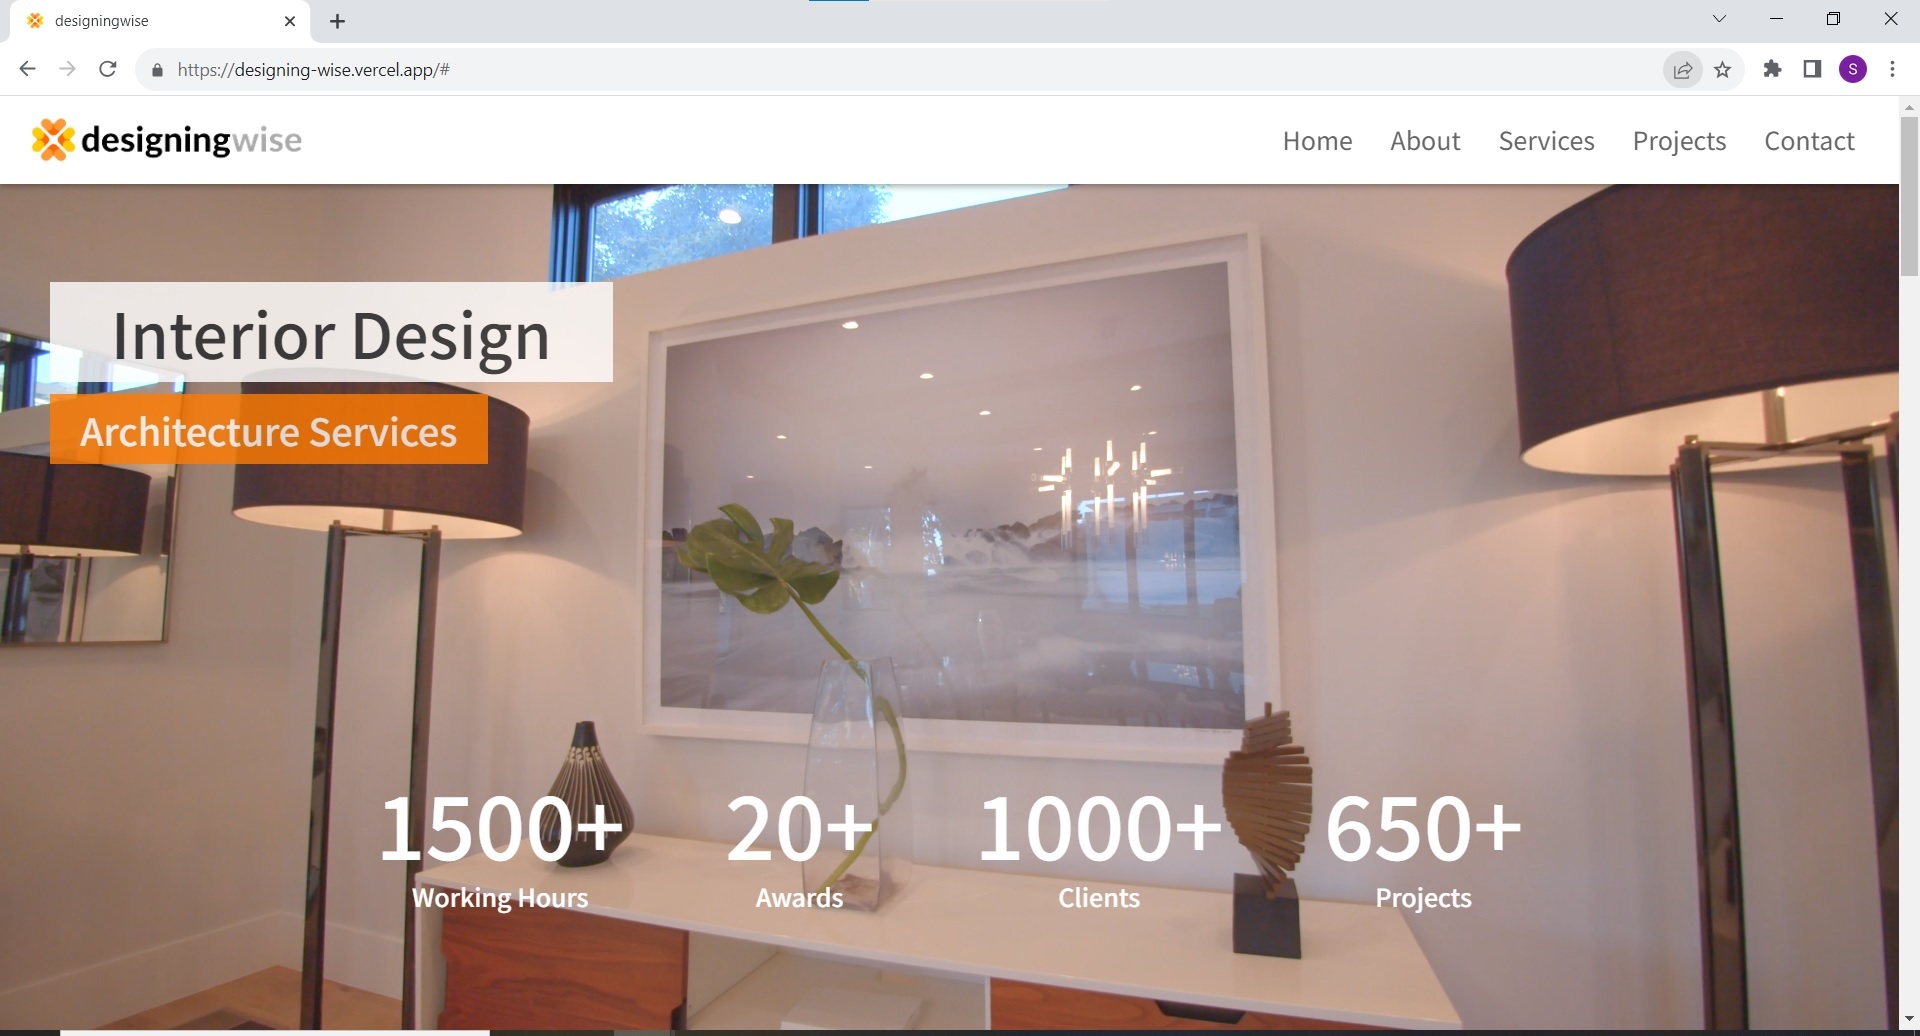 designingwise
https://designing-wise.vercel.app/#
S
designingwise
Home About Services Projects Contact
Interior Design
Architecture Services
1500+ 20+ 1000+ 650+
Working Hours Awards Clients Projects